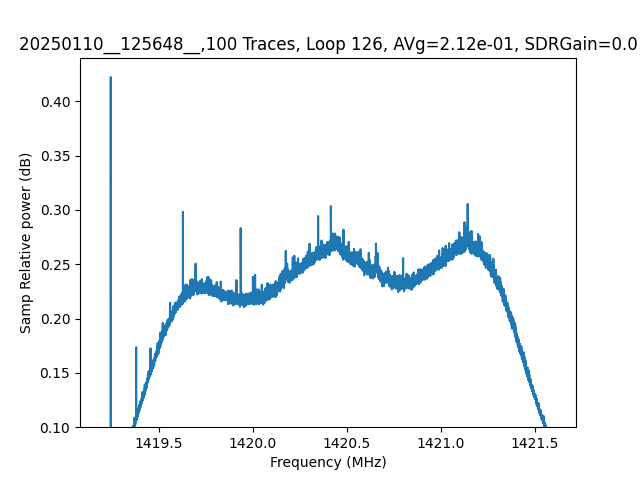 20250110__125648__,100 Traces, Loop 126, AVg=2.12e-01, SDRGain=0.0
0.40
0.35
0.30
0.25
0.20
0.15
0.10
Samp Relative power (dB)
1419.5 1420.0 1420.5 1421.0 1421.5
Frequency (MHz)